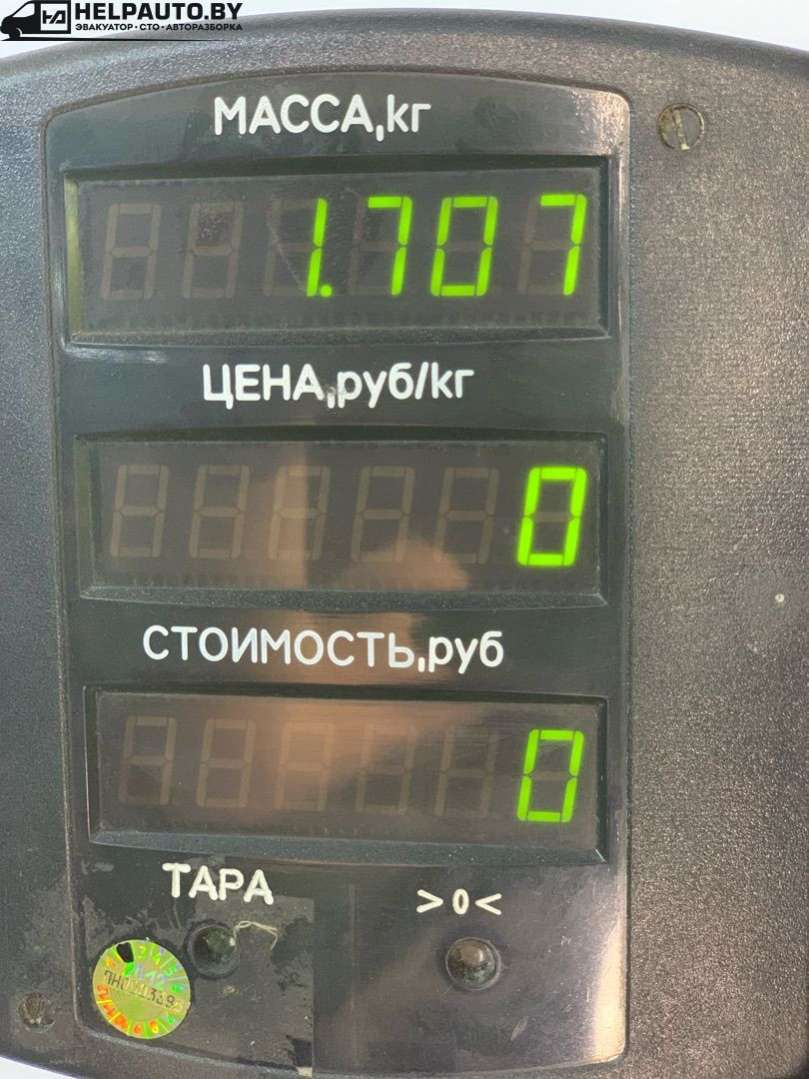 HELPAUTO.BY
ЭВАКУАТОР · СТО · АВТОРАЗБОРКА
МАССА,кг
1.707
ЦЕНА,руб/кг
0
СТОИМОСТЬ,руб
0
ТАРА >0<